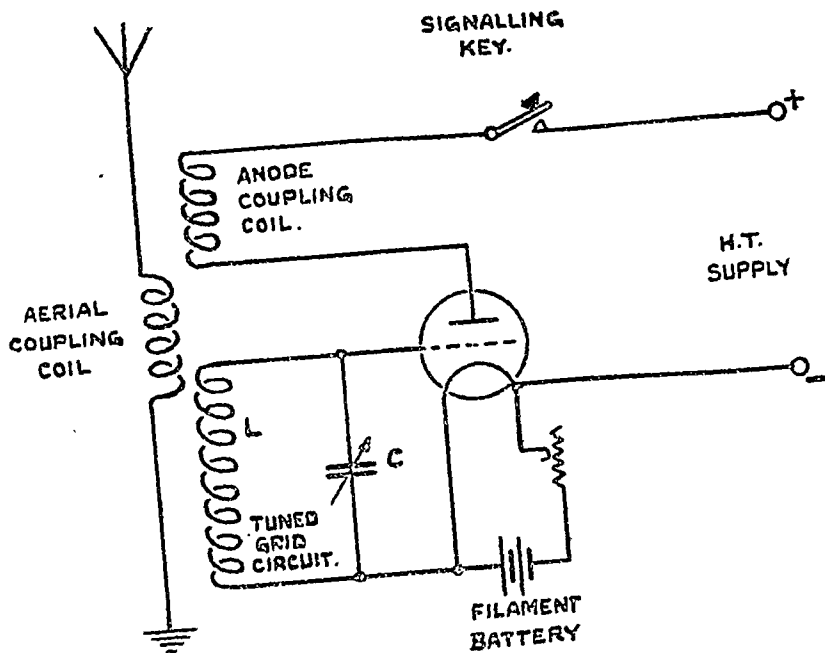 SIGNALLING
KEY.
+
ANODE
COUPLING
COIL.
H.T.
SUPPLY
AERIAL
COUPLING
COIL
-
L
C
TUNED
GRID
CIRCUIT.
FILAMENT
BATTERY